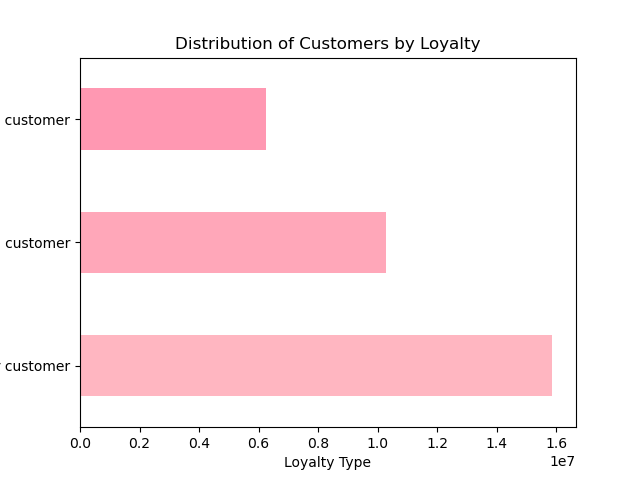 Distribution of Customers by Loyalty
customer
customer
customer
0.0 0.2 0.4 0.6 0.8 1.0 1.2 1.4 1.6
1e7
Loyalty Type